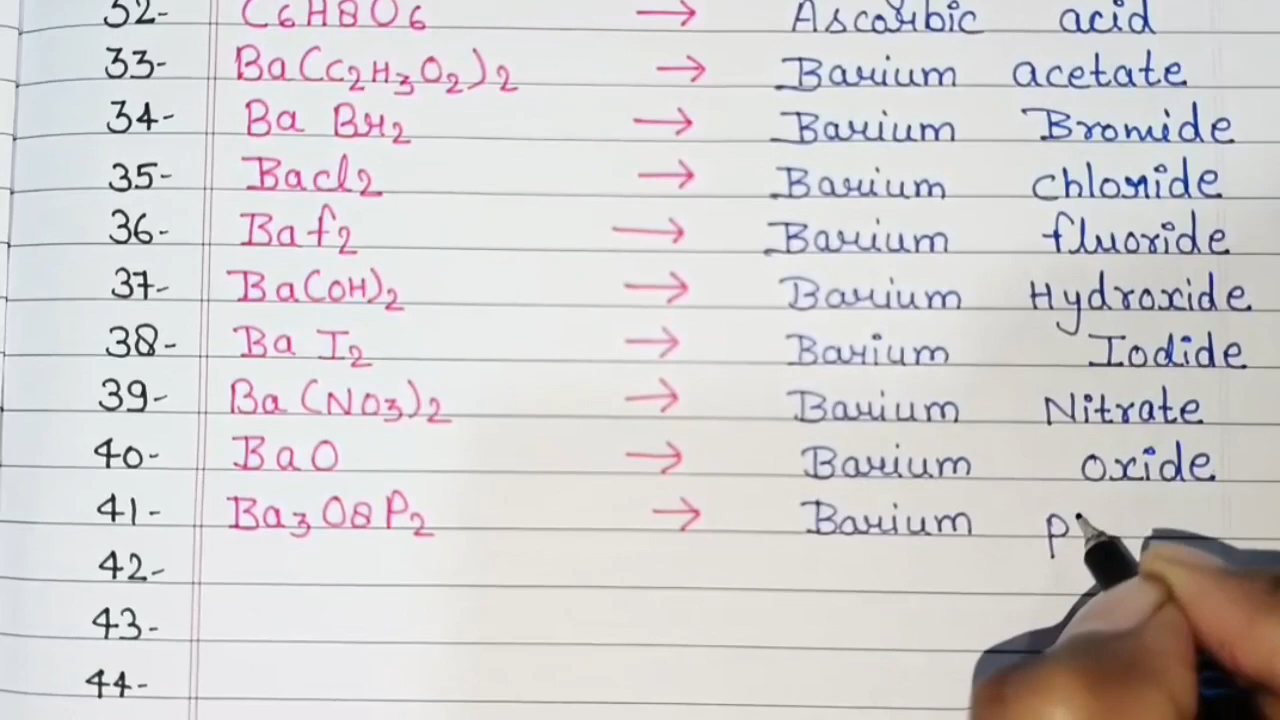 32- C6H8O6 → Ascorbic acid
33- Ba(C2H3O2)2 → Barium acetate
34- Ba Br2 → Barium Bromide
35- Bacl2 → Barium chloride
36- Baf2 → Barium fluoride
37- Ba(OH)2 → Barium Hydroxide
38- Ba I2 → Barium Iodide
39- Ba (NO3)2 → Barium Nitrate
40- BaO → Barium oxide
41- Ba3O8P2 → Barium P
42-
43-
44-